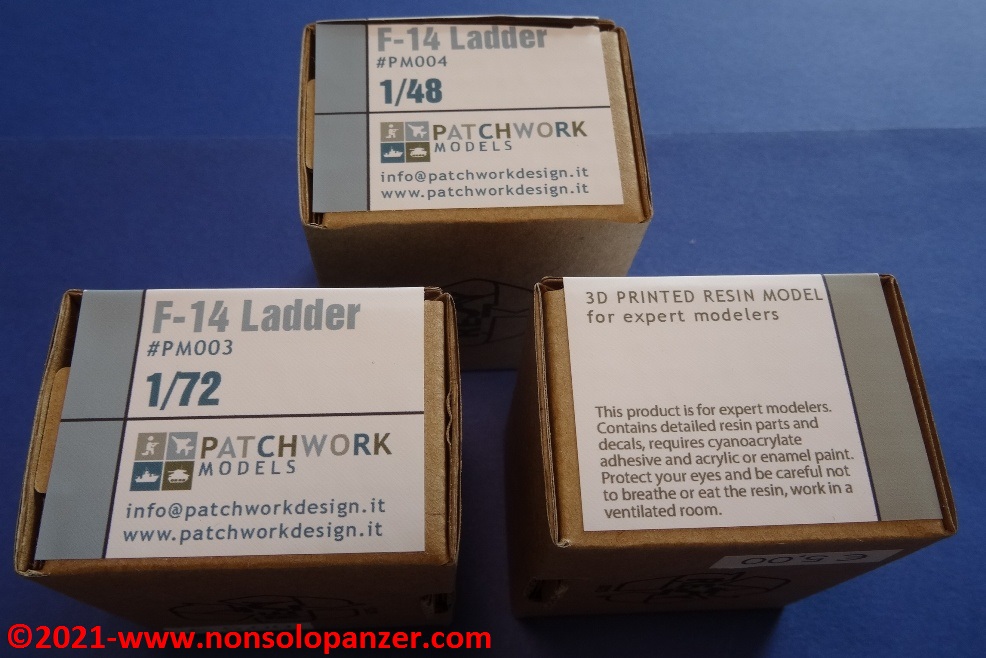 F-14 Ladder
#PM004
1/48
PATCHWORK
MODELS
info@patchworkdesign.it
www.patchworkdesign.it
F-14 Ladder
#PM003
1/72
PATCHWORK
MODELS
info@patchworkdesign.it
www.patchworkdesign.it
3D PRINTED RESIN MODEL
for expert modelers
This product is for expert modelers.
Contains detailed resin parts and
decals, requires cyanoacrylate
adhesive and acrylic or enamel paint.
Protect your eyes and be careful not
to breathe or eat the resin, work in a
ventilated room.
€ 5,00
©2021-www.nonsolopanzer.com